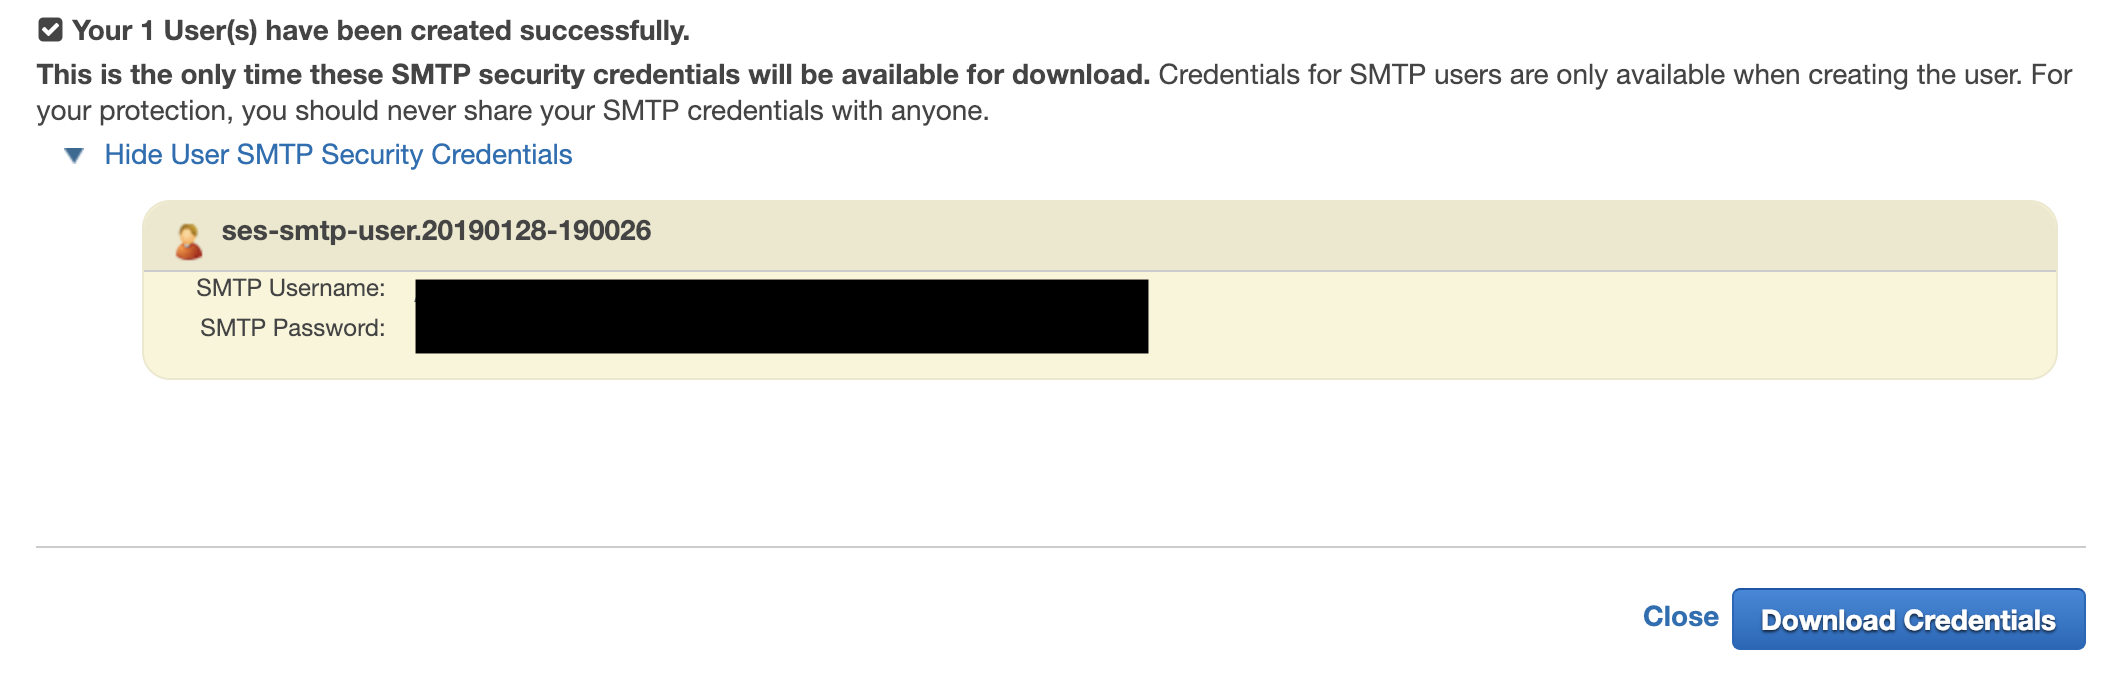 Your 1 User(s) have been created successfully.
This is the only time these SMTP security credentials will be available for download. Credentials for SMTP users are only available when creating the user. For
your protection, you should never share your SMTP credentials with anyone.
Hide User SMTP Security Credentials
ses-smtp-user.20190128-190026
SMTP Username:
SMTP Password:
Close
Download Credentials